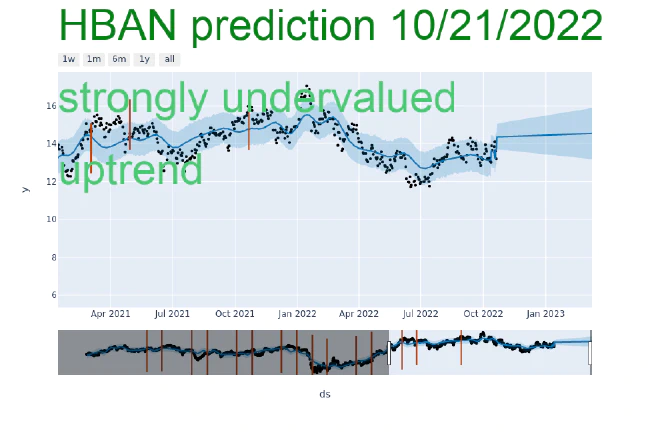 HBAN prediction 10/21/2022
1w 1m 6m 1y all
strongly undervalued
uptrend
16
14
12
10
8
6
y
Apr 2021 Jul 2021 Oct 2021 Jan 2022 Apr 2022 Jul 2022 Oct 2022 Jan 2023
ds